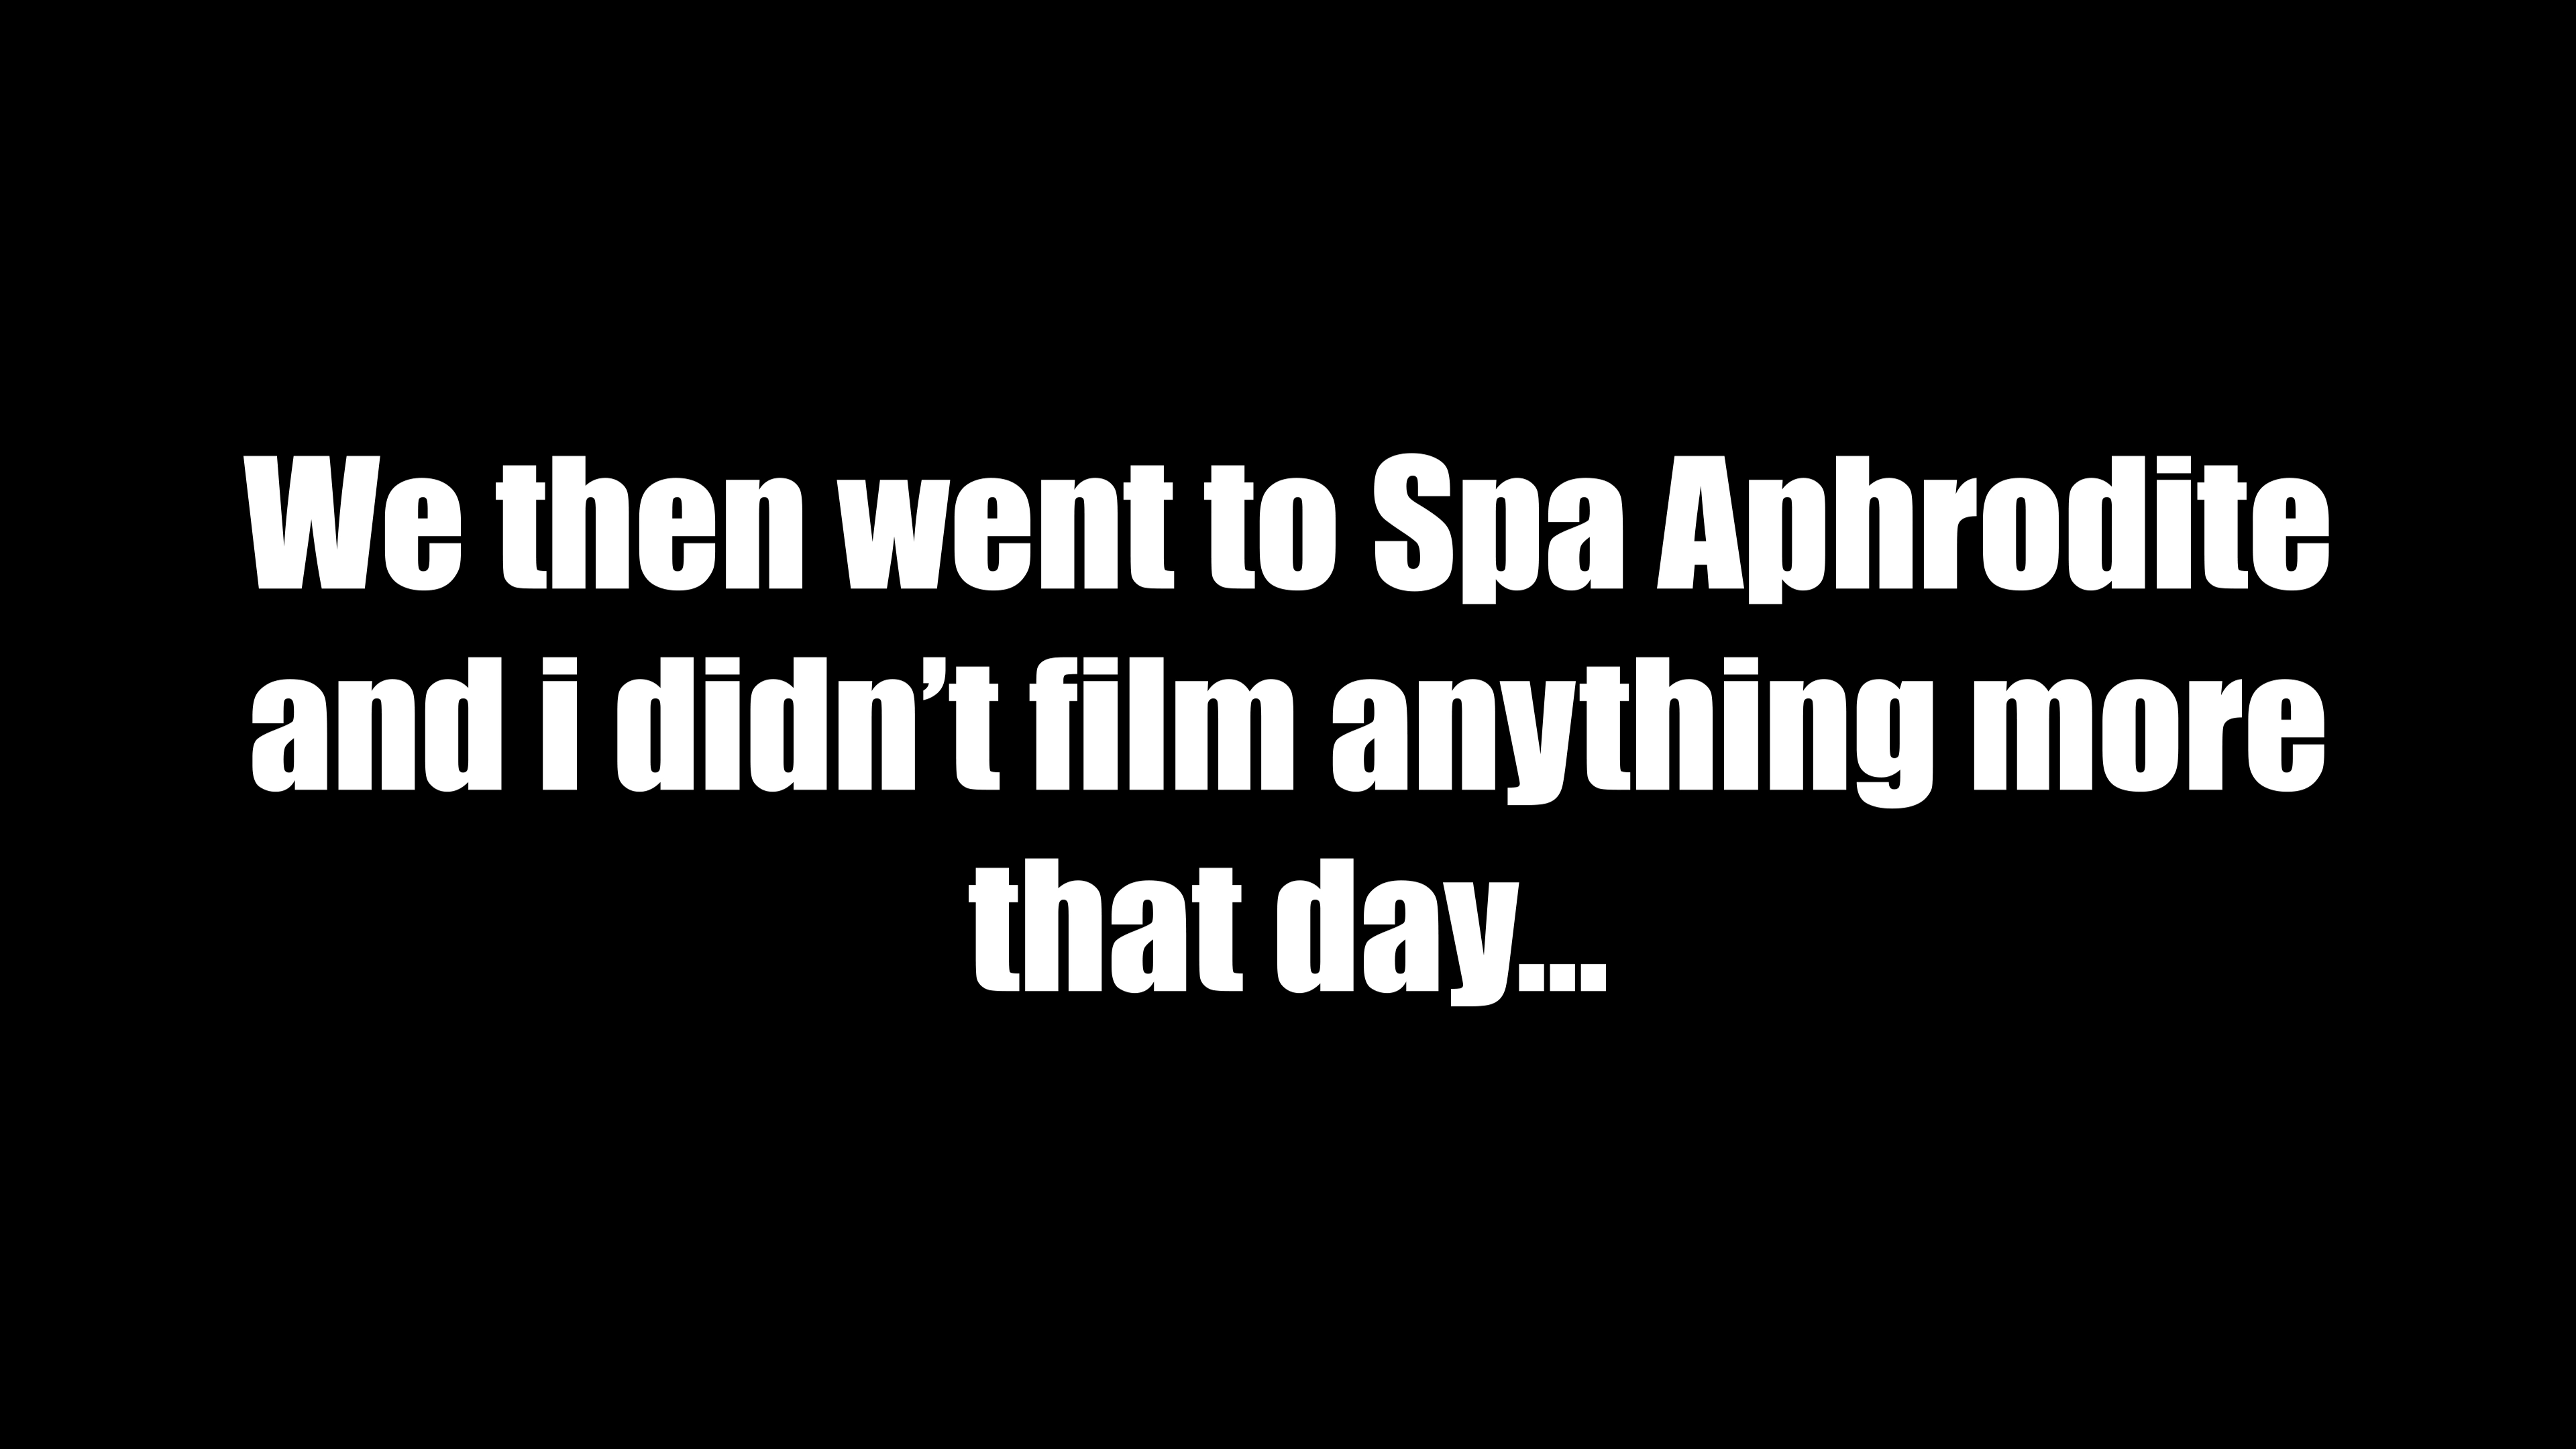 We then went to Spa Aphrodite
and i didn’t film anything more
that day...